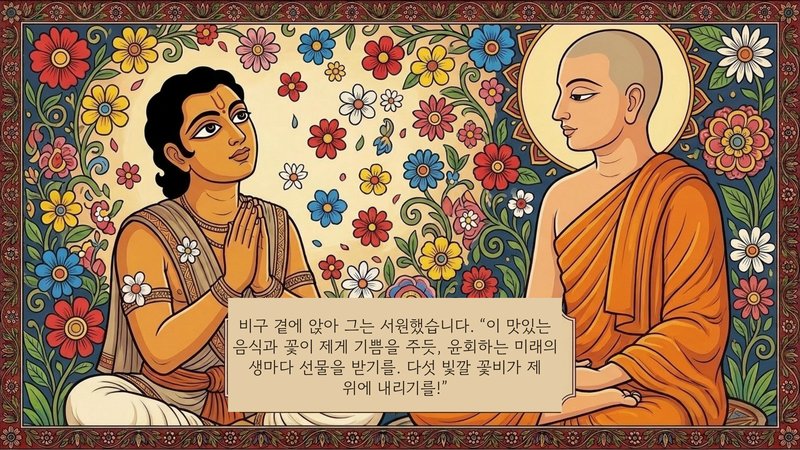 비구 곁에 앉아 그는 서원했습니다. “이 맛있는
음식과 꽃이 제게 기쁨을 주듯, 윤회하는 미래의
생마다 선물을 받기를. 다섯 빛깔 꽃비가 제
위에 내리기를!”